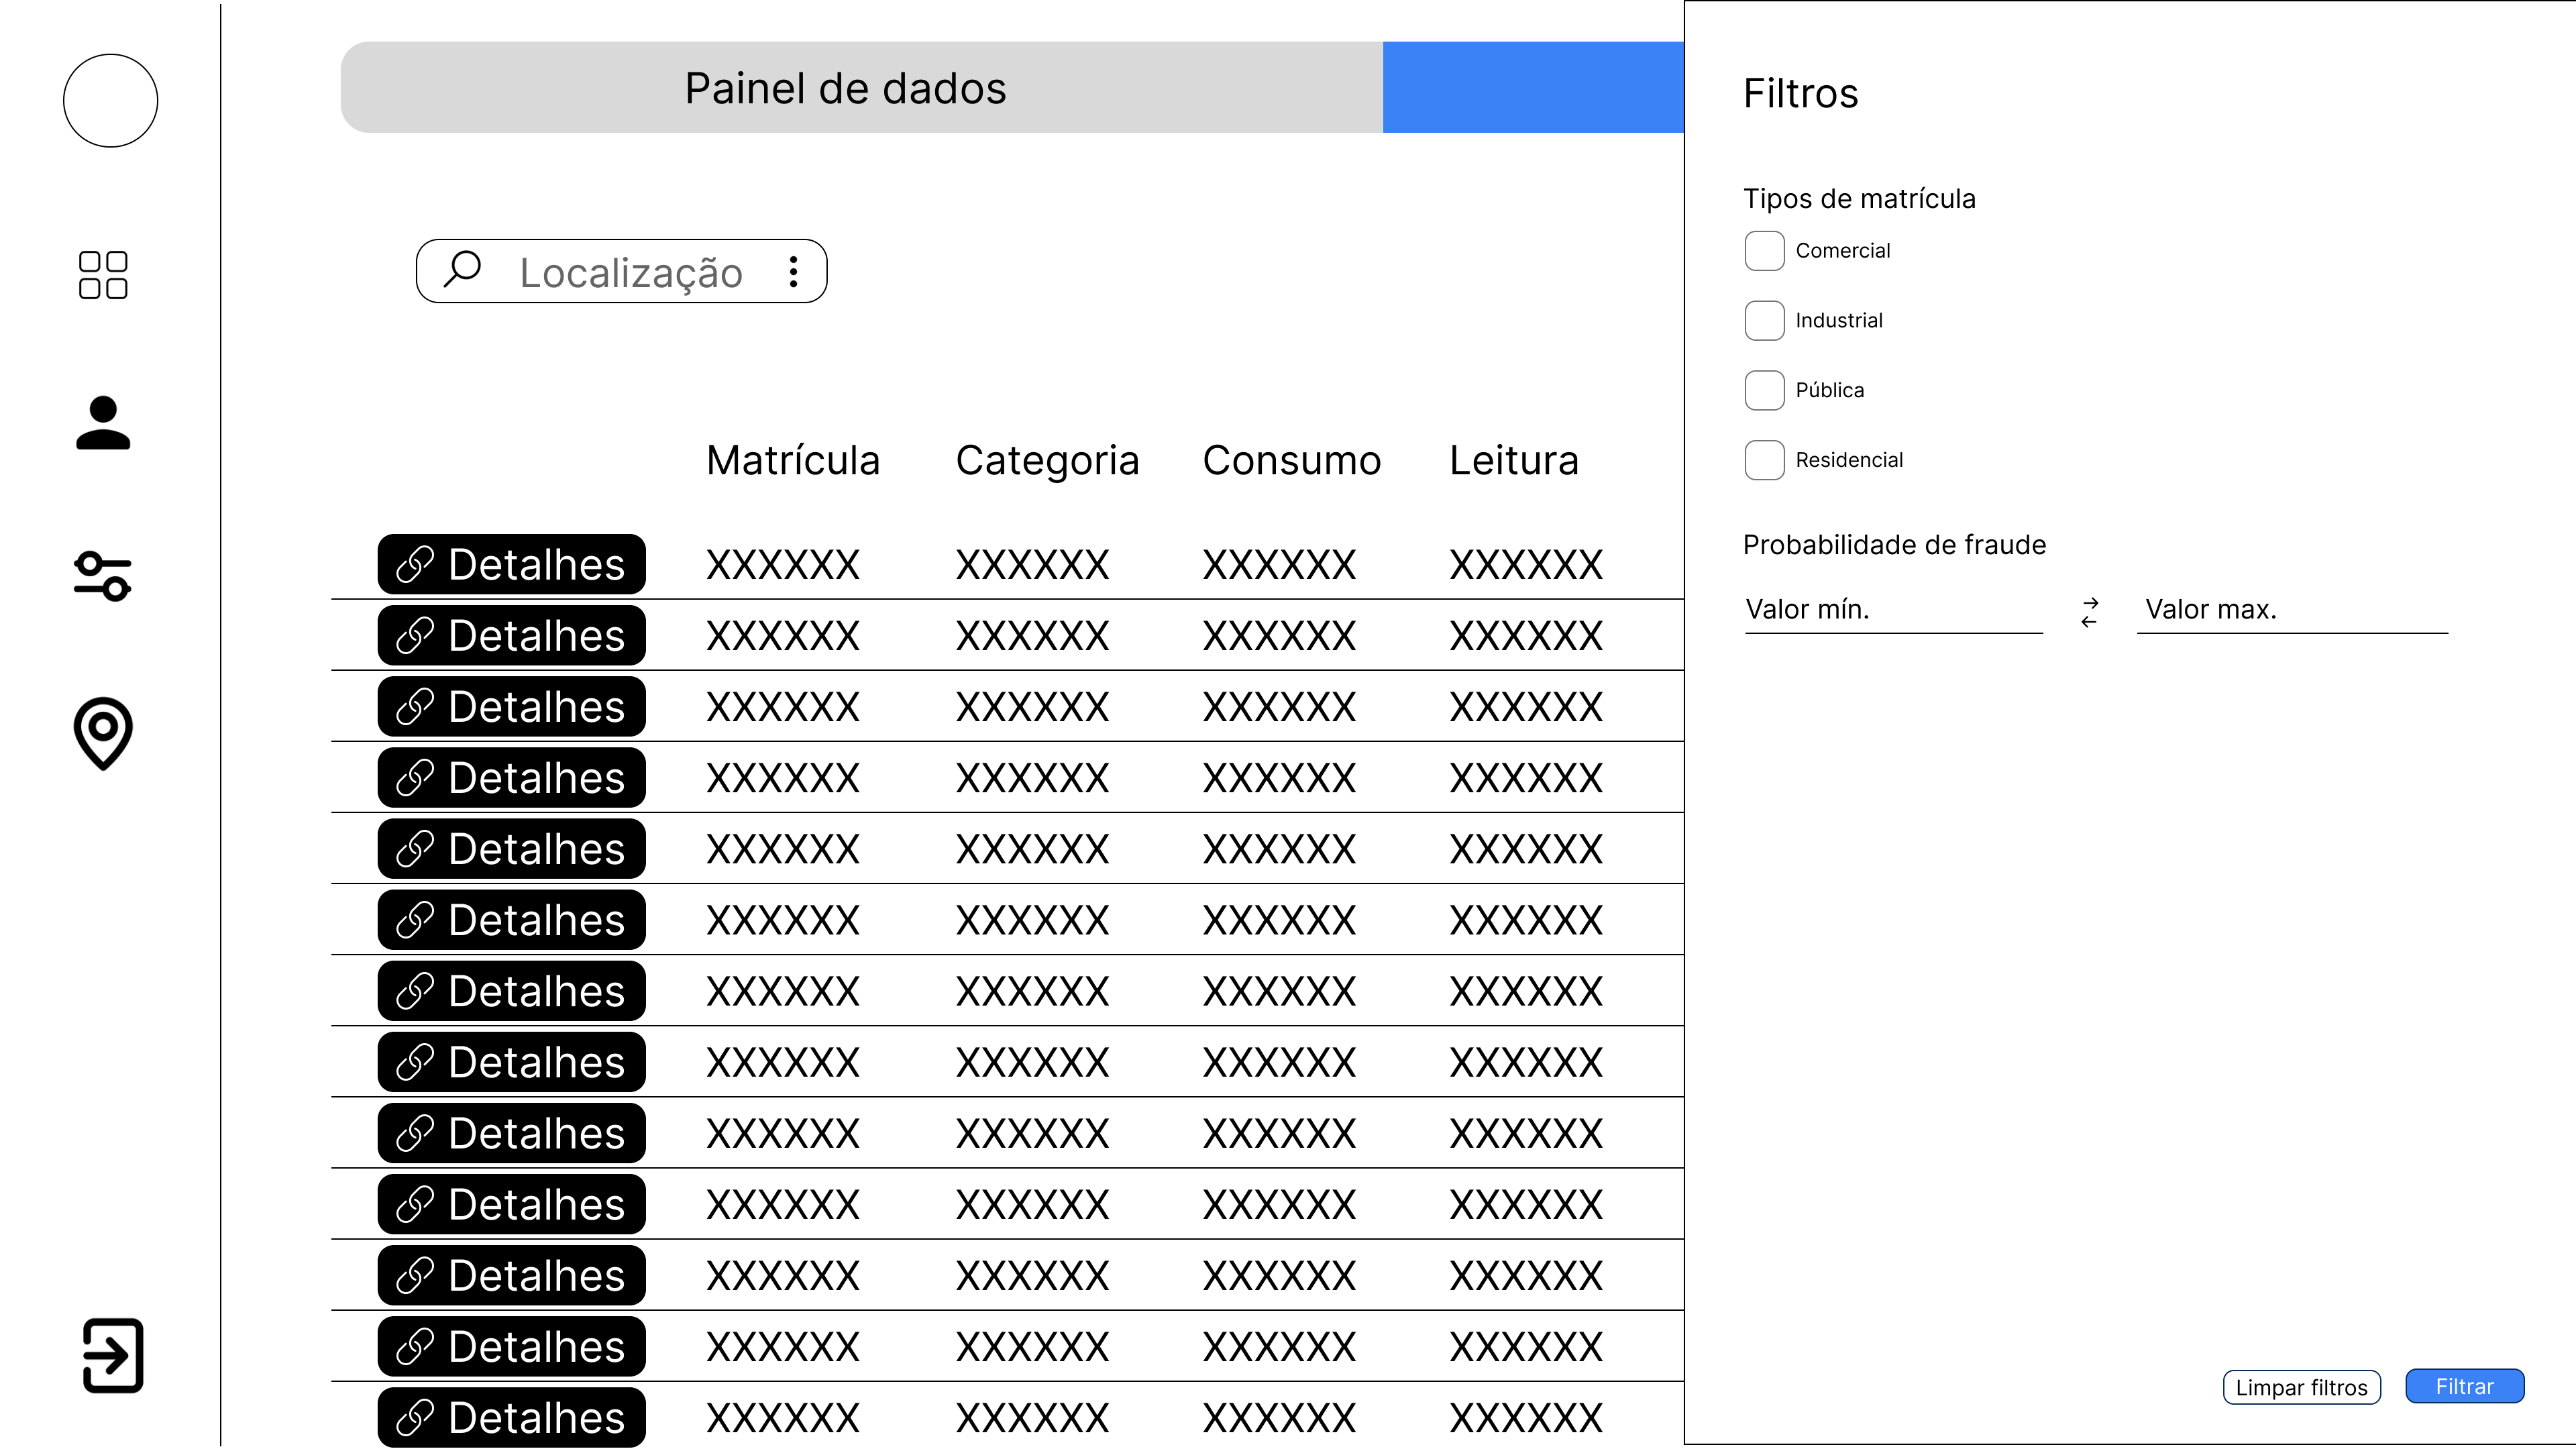 Painel de dados
Localização
Matrícula Categoria Consumo Leitura
Detalhes XXXXXX XXXXXX XXXXXX XXXXXX
Detalhes XXXXXX XXXXXX XXXXXX XXXXXX
Detalhes XXXXXX XXXXXX XXXXXX XXXXXX
Detalhes XXXXXX XXXXXX XXXXXX XXXXXX
Detalhes XXXXXX XXXXXX XXXXXX XXXXXX
Detalhes XXXXXX XXXXXX XXXXXX XXXXXX
Detalhes XXXXXX XXXXXX XXXXXX XXXXXX
Detalhes XXXXXX XXXXXX XXXXXX XXXXXX
Detalhes XXXXXX XXXXXX XXXXXX XXXXXX
Detalhes XXXXXX XXXXXX XXXXXX XXXXXX
Detalhes XXXXXX XXXXXX XXXXXX XXXXXX
Detalhes XXXXXX XXXXXX XXXXXX XXXXXX
Detalhes XXXXXX XXXXXX XXXXXX XXXXXX
Filtros
Tipos de matrícula
Comercial
Industrial
Pública
Residencial
Probabilidade de fraude
Valor mín. Valor max.
Limpar filtros Filtrar